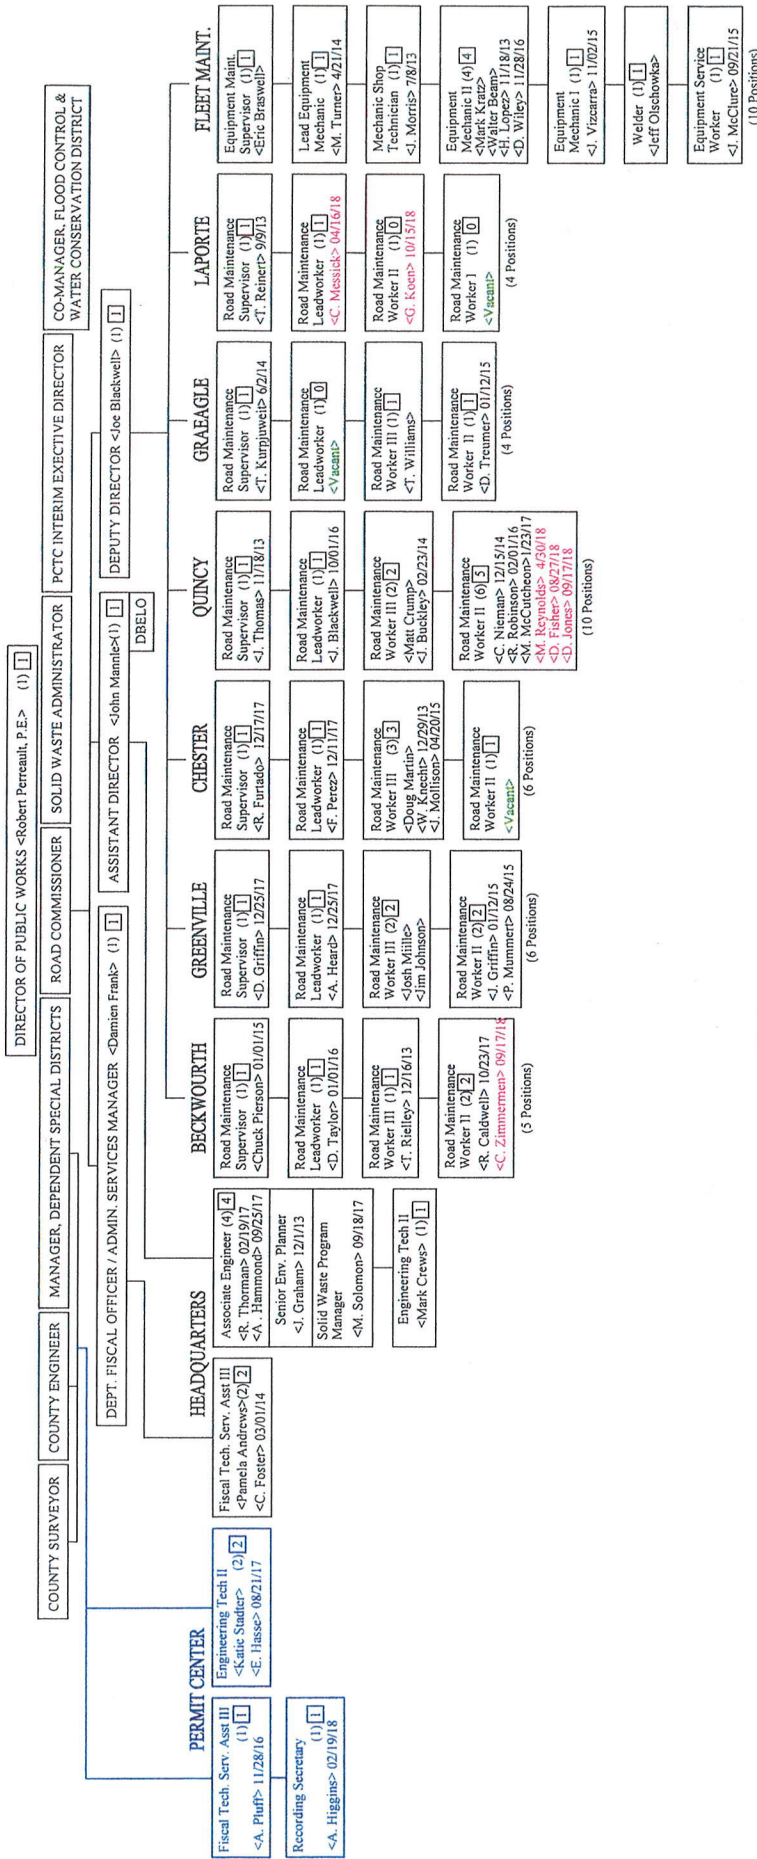 DIRECTOR OF PUBLIC WORKS <Robert Perreault, P.E.> (1) 1
COUNTY SURVEYOR
COUNTY ENGINEER
MANAGER, DEPENDENT SPECIAL DISTRICTS
ROAD COMMISSIONER
SOLID WASTE ADMINISTRATOR
PCTC INTERIM EXECTIVE DIRECTOR
CO-MANAGER, FLOOD CONTROL &
WATER CONSERVATION DISTRICT
DEPT. FISCAL OFFICER / ADMIN. SERVICES MANAGER <Damien Frank> (1) 1
ASSISTANT DIRECTOR <John Mannle>(1) 1
DBELO
DEPUTY DIRECTOR <Joe Blackwell> (1) 1
PERMIT CENTER
Fiscal Tech. Serv. Asst III
(1) 1
<A. Pluff> 11/28/16
Recording Secretary
(1) 1
<A. Higgins> 02/19/18
Engineering Tech II
<Katie Stadter> (2) 2
<E. Hasse> 08/21/17
HEADQUARTERS
Fiscal Tech. Serv. Asst III
<Pamela Andrews>(2) 2
<C. Foster> 03/01/14
Associate Engineer (4) 4
<R. Thorman> 02/19/17
<A . Hammond> 09/25/17
Senior Env. Planner
<J. Graham> 12/1/13
Solid Waste Program
Manager
<M. Solomon> 09/18/17
Engineering Tech II
<Mark Crews> (1) 1
BECKWOURTH
Road Maintenance
Supervisor (1) 1
<Chuck Pierson> 01/01/15
Road Maintenance
Leadworker (1) 1
<D. Taylor> 01/01/16
Road Maintenance
Worker III (1) 1
<T. Rielley> 12/16/13
Road Maintenance
Worker II (2) 2
<R. Caldwell> 10/23/17
<C. Zimmermen> 09/17/18
(5 Positions)
GREENVILLE
Road Maintenance
Supervisor (1) 1
<D. Griffin> 12/25/17
Road Maintenance
Leadworker (1) 1
<A. Heard> 12/25/17
Road Maintenance
Worker III (2) 2
<Josh Miille>
<Jim Johnson>
Road Maintenance
Worker II (2) 2
<J. Griffin> 01/12/15
<P. Mummert> 08/24/15
(6 Positions)
CHESTER
Road Maintenance
Supervisor (1) 1
<R. Furtado> 12/17/17
Road Maintenance
Leadworker (1) 1
<F. Perez> 12/11/17
Road Maintenance
Worker III (3) 3
<Doug Martin>
<W. Knecht> 12/29/13
<J. Mollison> 04/20/15
Road Maintenance
Worker II (1) 1
<Vacant>
(6 Positions)
QUINCY
Road Maintenance
Supervisor (1) 1
<J. Thomas> 11/18/13
Road Maintenance
Leadworker (1) 1
<J. Blackwell> 10/01/16
Road Maintenance
Worker III (2) 2
<Matt Crump>
<J. Buckley> 02/23/14
Road Maintenance
Worker II (6) 5
<C. Nieman> 12/15/14
<R. Robinson> 02/01/16
<M. McCutcheon>1/23/17
<M. Reynolds> 4/30/18
<D. Fisher> 08/27/18
<D. Jones> 09/17/18
(10 Positions)
GRAEAGLE
Road Maintenance
Supervisor (1) 1
<T. Kurpjuweit> 6/2/14
Road Maintenance
Leadworker (1) 0
<Vacant>
Road Maintenance
Worker III (1) 1
<T. Williams>
Road Maintenance
Worker II (1) 1
<D. Treumer> 01/12/15
(4 Positions)
LAPORTE
Road Maintenance
Supervisor (1) 1
<T. Reinert> 9/9/13
Road Maintenance
Leadworker (1) 1
<C. Messick> 04/16/18
Road Maintenance
Worker II (1) 0
<G. Koen> 10/15/18
Road Maintenance
Worker I (1) 0
<Vacant>
(4 Positions)
FLEET MAINT.
Equipment Maint.
Supervisor (1) 1
<Eric Braswell>
Lead Equipment
Mechanic (1) 1
<M. Turner> 4/21/14
Mechanic Shop
Technician (1) 1
<J. Morris> 7/8/13
Equipment
Mechanic II (4) 4
<Mark Kratz>
<Walter Beam>
<H. Lopez> 11/18/13
<D. Wiley> 11/28/16
Equipment
Mechanic I (1) 1
<J. Vizcarra> 11/02/15
Welder (1) 1
<Jeff Olschowka>
Equipment Service
Worker (1) 1
<J. McClure> 09/21/15
(10 Positions)